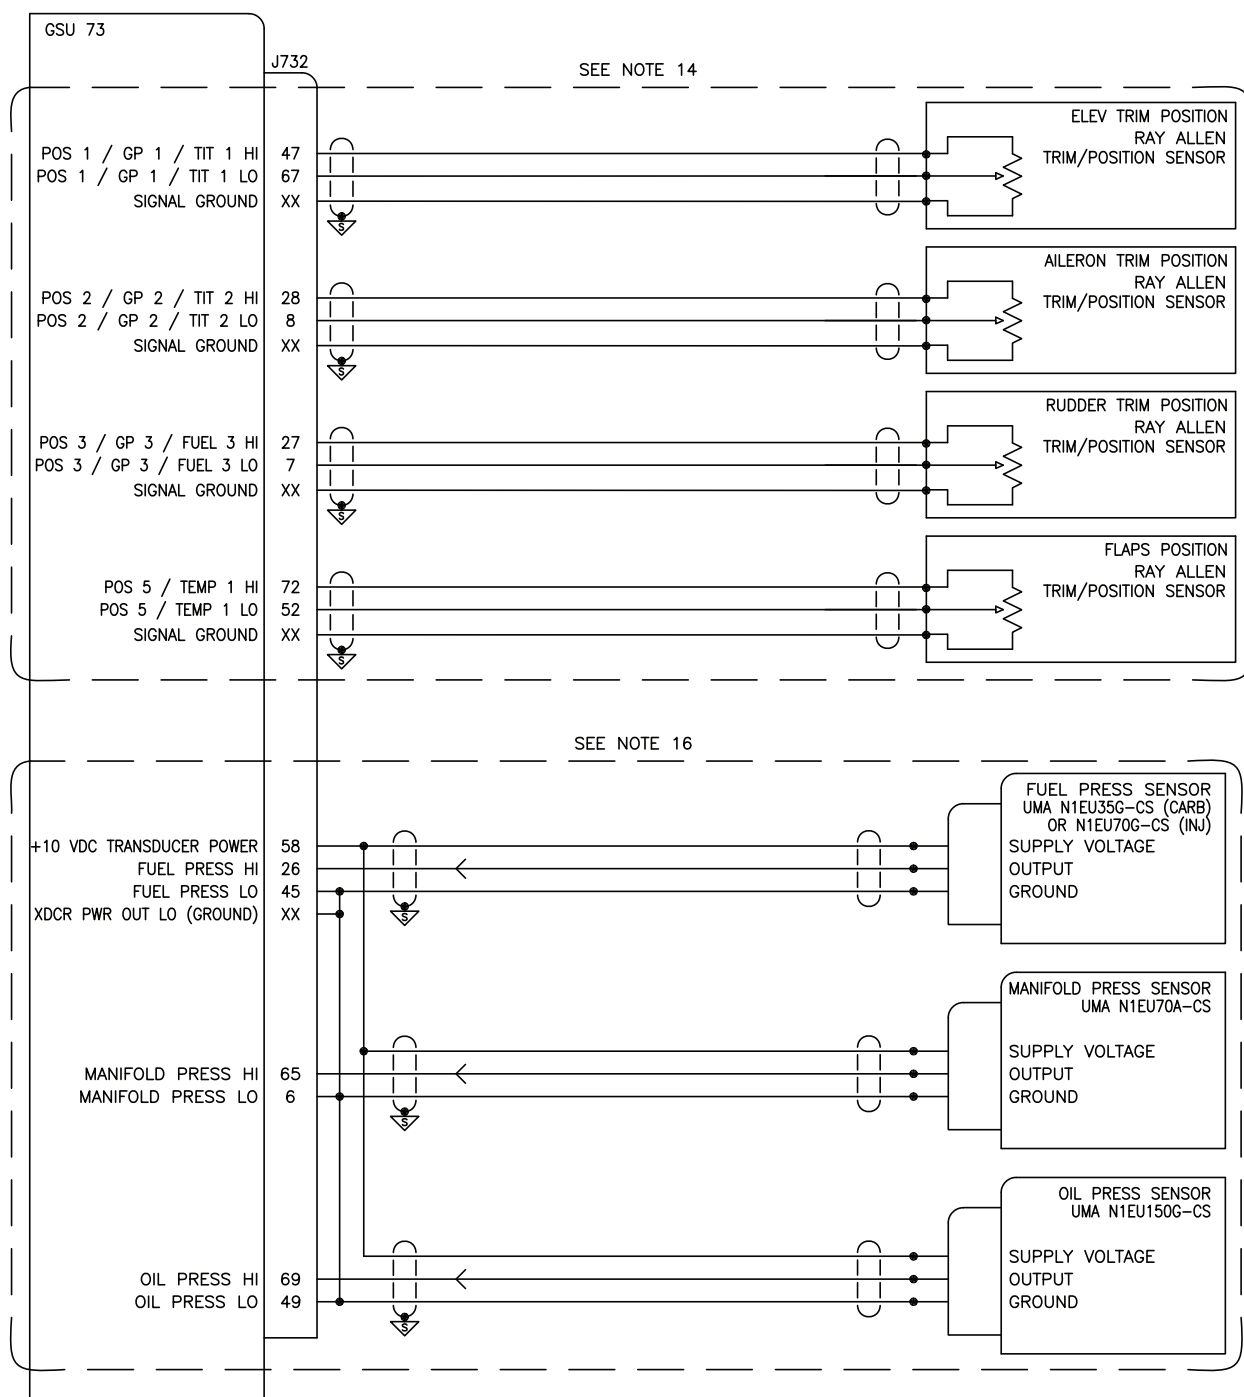 GSU 73
J732
SEE NOTE 14
POS 1 / GP 1 / TIT 1 HI 47
POS 1 / GP 1 / TIT 1 LO 67
SIGNAL GROUND XX
S
ELEV TRIM POSITION
RAY ALLEN
TRIM/POSITION SENSOR
POS 2 / GP 2 / TIT 2 HI 28
POS 2 / GP 2 / TIT 2 LO 8
SIGNAL GROUND XX
S
AILERON TRIM POSITION
RAY ALLEN
TRIM/POSITION SENSOR
POS 3 / GP 3 / FUEL 3 HI 27
POS 3 / GP 3 / FUEL 3 LO 7
SIGNAL GROUND XX
S
RUDDER TRIM POSITION
RAY ALLEN
TRIM/POSITION SENSOR
POS 5 / TEMP 1 HI 72
POS 5 / TEMP 1 LO 52
SIGNAL GROUND XX
S
FLAPS POSITION
RAY ALLEN
TRIM/POSITION SENSOR
SEE NOTE 16
+10 VDC TRANSDUCER POWER 58
FUEL PRESS HI 26
FUEL PRESS LO 45
XDCR PWR OUT LO (GROUND) XX
S
FUEL PRESS SENSOR
UMA N1EU35G-CS (CARB)
OR N1EU70G-CS (INJ)
SUPPLY VOLTAGE
OUTPUT
GROUND
MANIFOLD PRESS HI 65
MANIFOLD PRESS LO 6
S
MANIFOLD PRESS SENSOR
UMA N1EU70A-CS
SUPPLY VOLTAGE
OUTPUT
GROUND
OIL PRESS HI 69
OIL PRESS LO 49
S
OIL PRESS SENSOR
UMA N1EU150G-CS
SUPPLY VOLTAGE
OUTPUT
GROUND